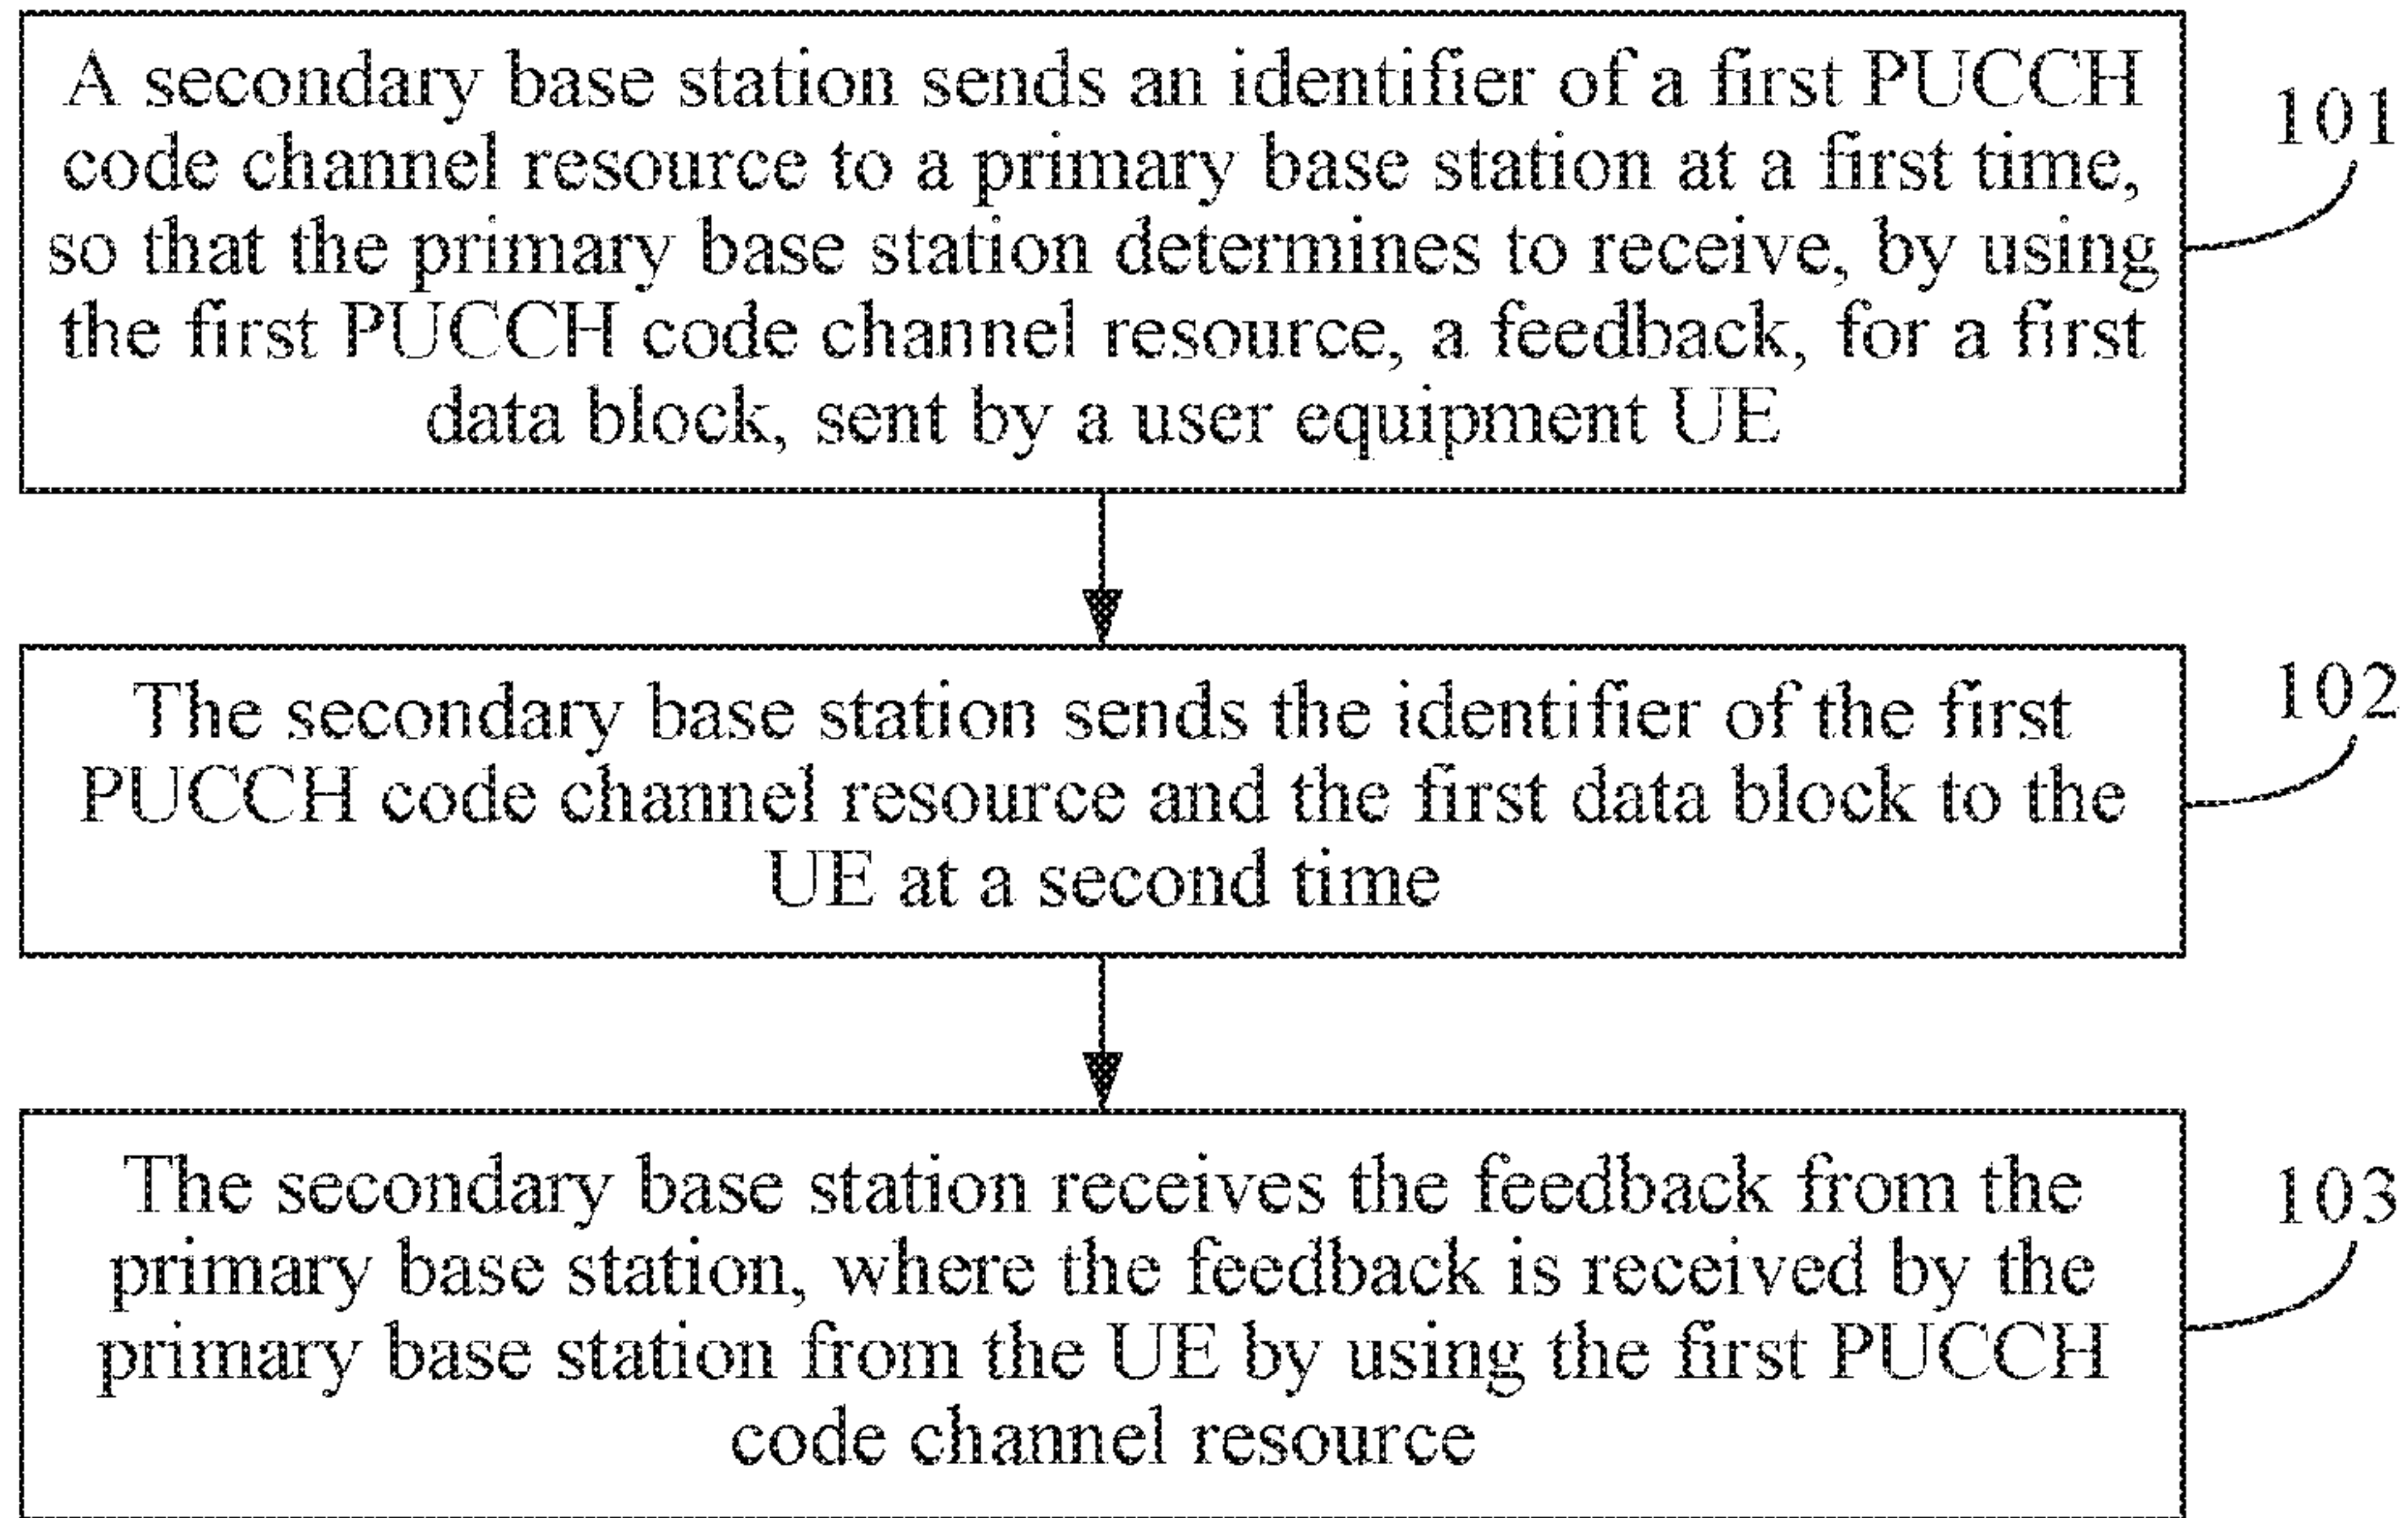 A secondary base station sends an identifier of a first PUCCH
code channel resource to a primary base station at a first time,
so that the primary base station determines to receive, by using
the first PUCCH code channel resource, a feedback, for a first
data block, sent by a user equipment UE
101
The secondary base station sends the identifier of the first
PUCCH code channel resource and the first data block to the
UE at a second time
102
The secondary base station receives the feedback from the
primary base station, where the feedback is received by the
primary base station from the UE by using the first PUCCH
code channel resource
103